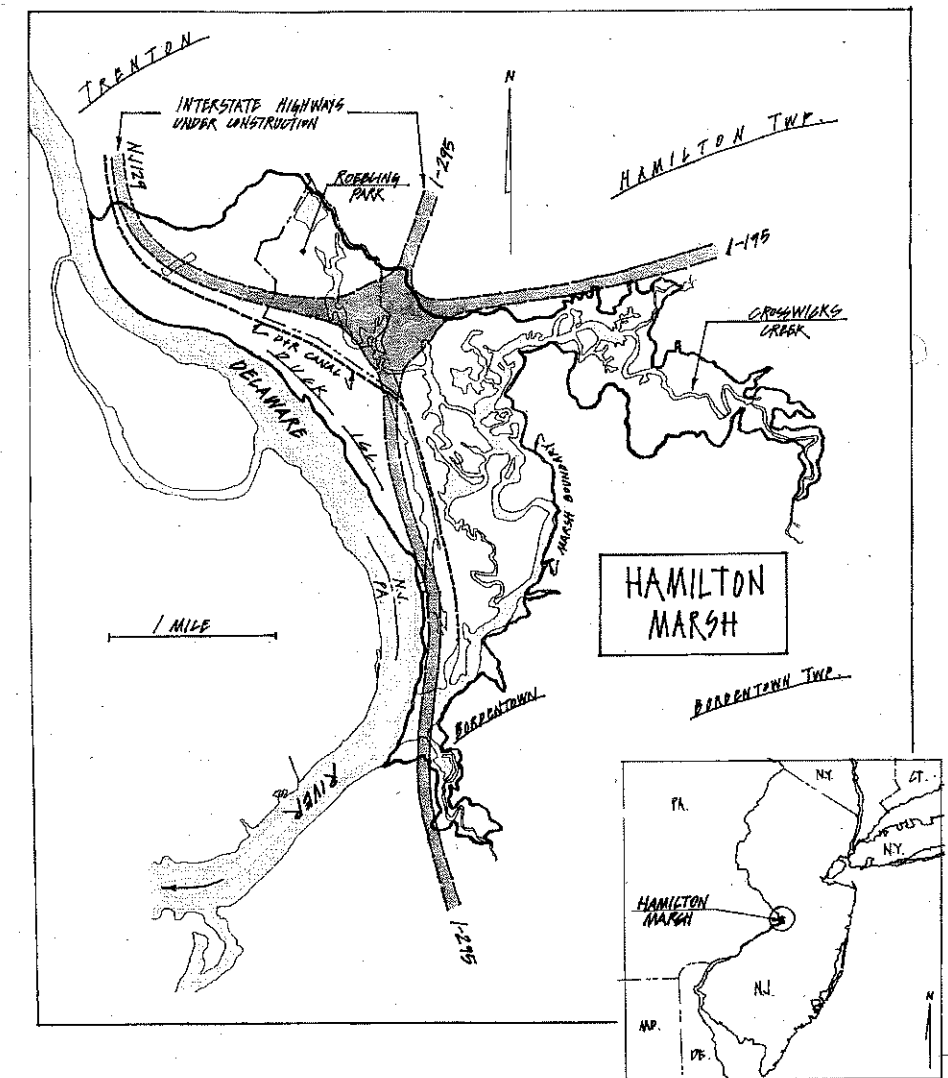 TRENTON
INTERSTATE HIGHWAYS
UNDER CONSTRUCTION
N
HAMILTON TWP.
NJ129
ROEBLING
PARK
I-295
I-195
CROSSWICKS
CREEK
D&R CANAL
DUCK
ISL.
DELAWARE
MARSH BOUNDARY
N.J.
PA.
HAMILTON
MARSH
1 MILE
BORDENTOWN
BORDENTOWN TWP.
RIVER
I-295
N.Y.
CT.
PA.
N.Y.
HAMILTON
MARSH
N.J.
N
MD.
DE.